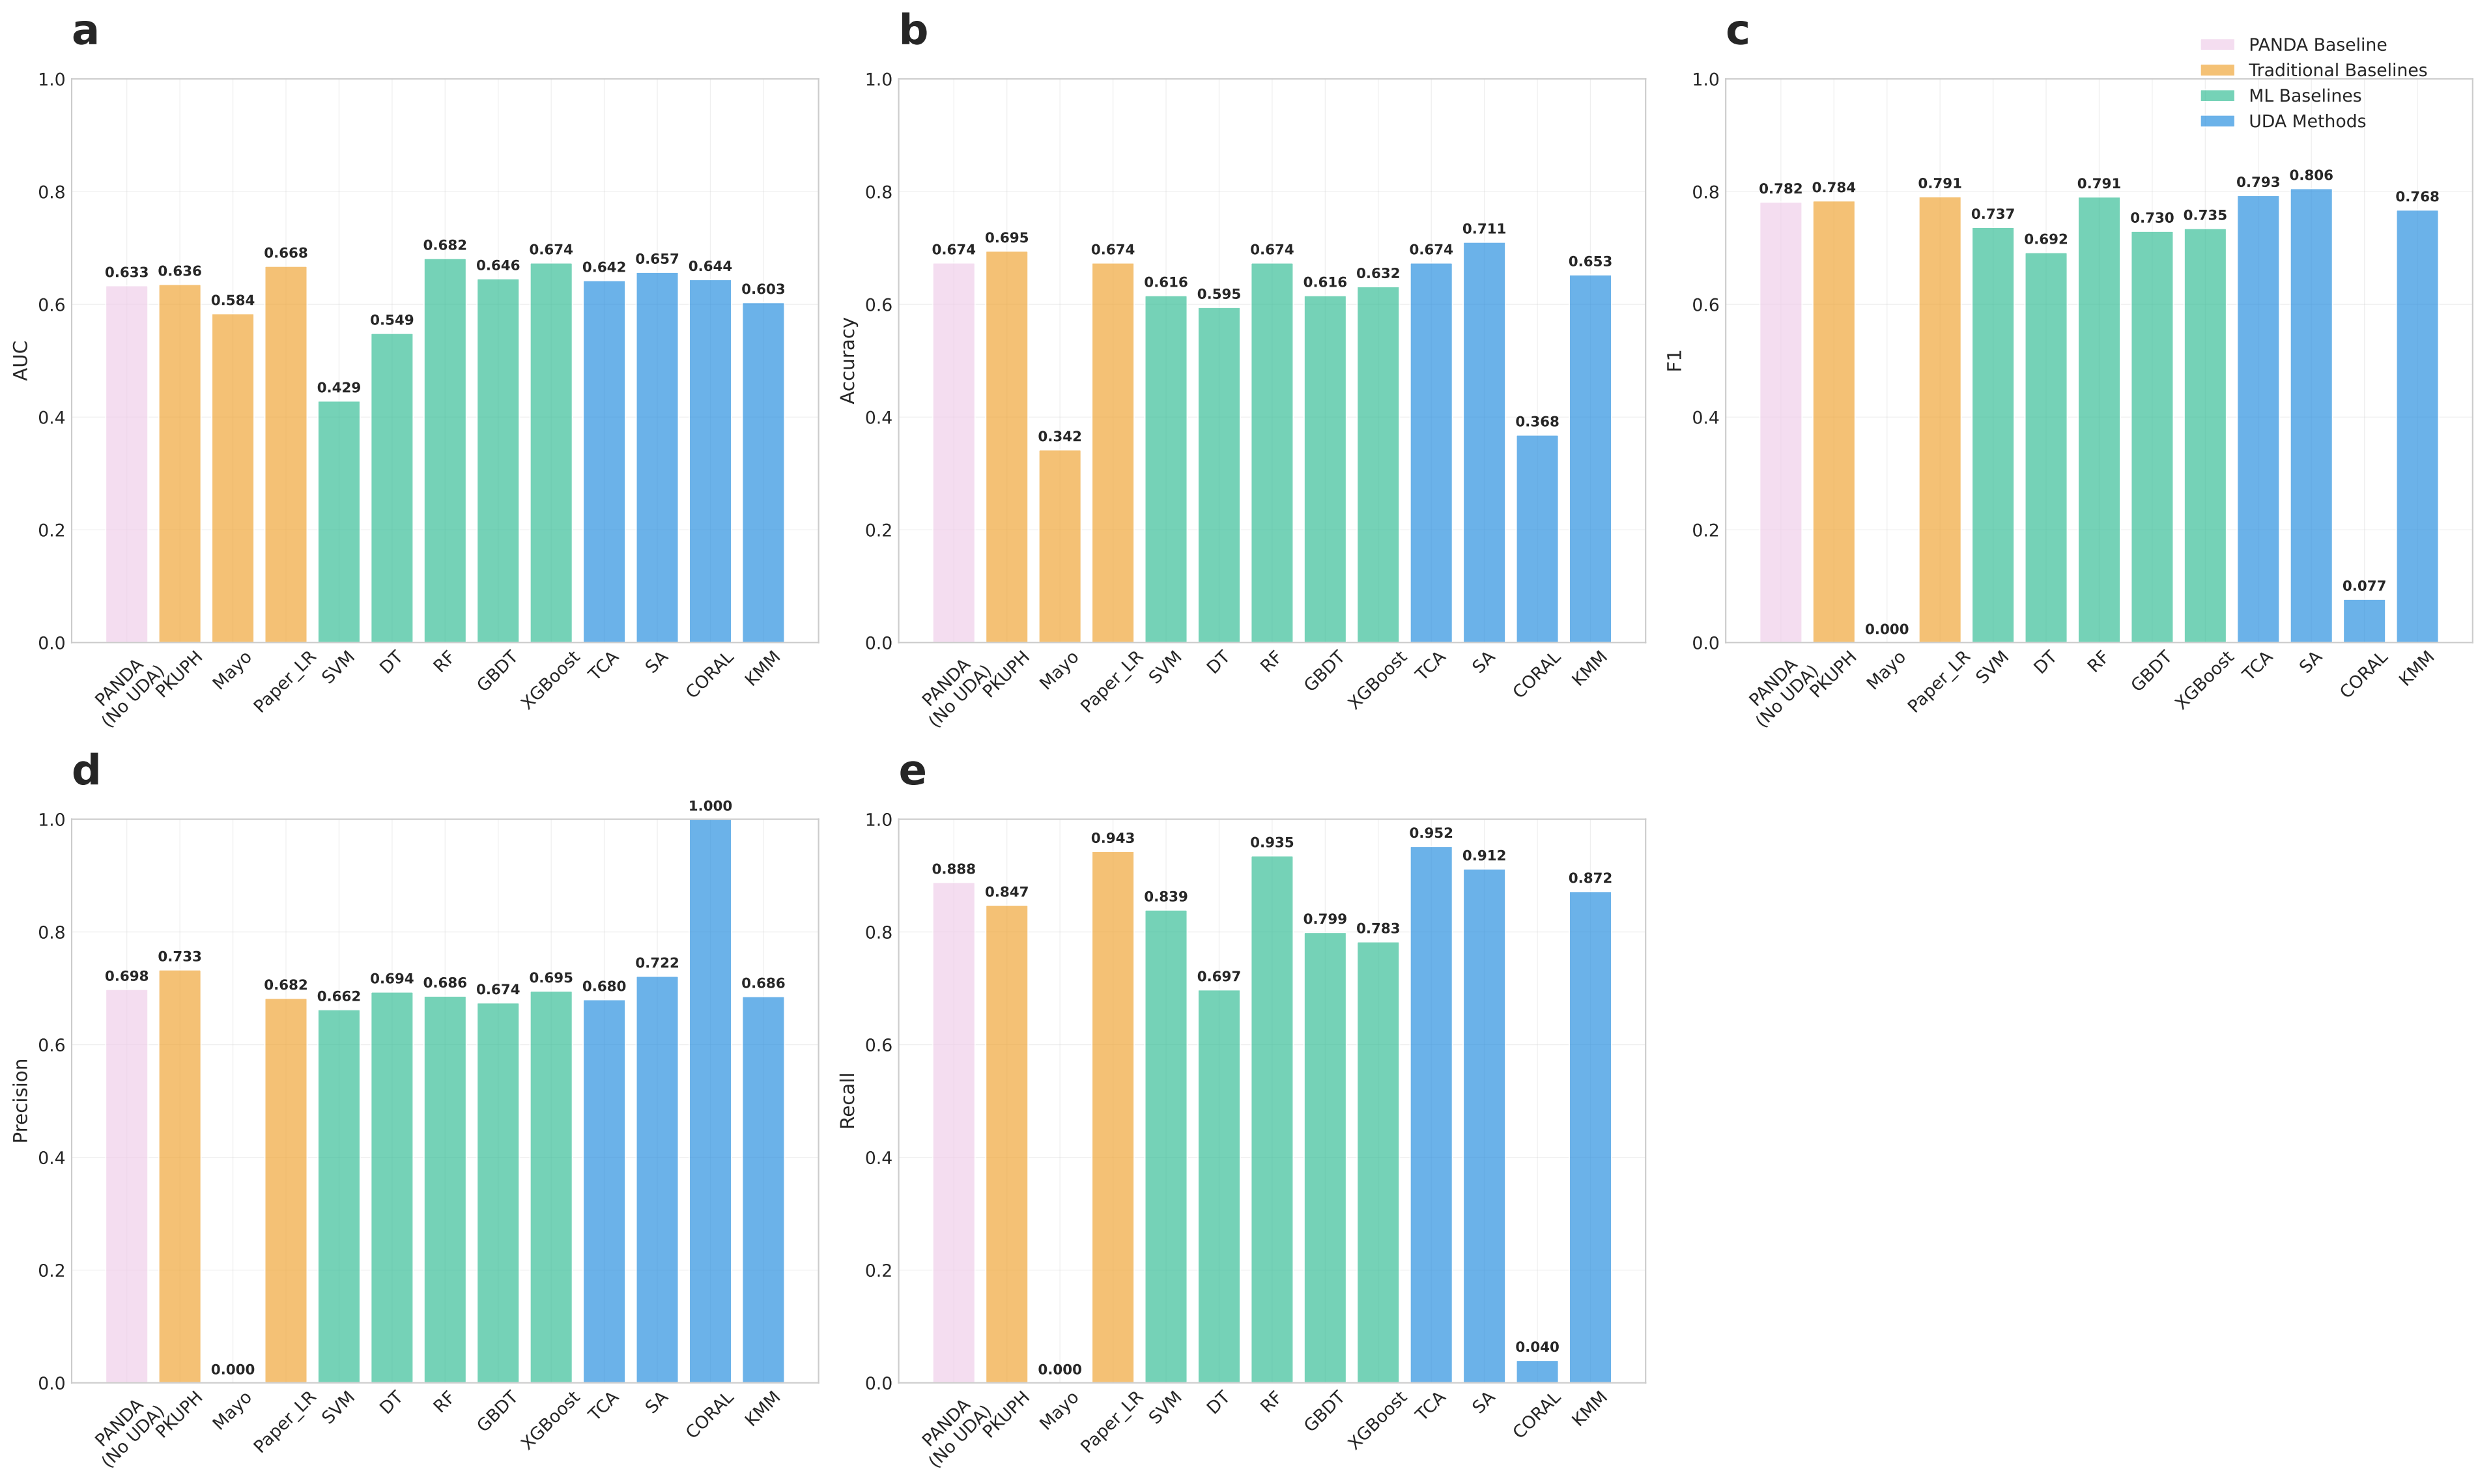 a
AUC
1.0
0.8
0.6
0.4
0.2
0.0
0.633
0.636
0.584
0.668
0.429
0.549
0.682
0.646
0.674
0.642
0.657
0.644
0.603
PANDA
(No UDA)
PKUPH
Mayo
Paper_LR
SVM
DT
RF
GBDT
XGBoost
TCA
SA
CORAL
KMM
b
Accuracy
1.0
0.8
0.6
0.4
0.2
0.0
0.674
0.695
0.342
0.674
0.616
0.595
0.674
0.616
0.632
0.674
0.711
0.368
0.653
PANDA
(No UDA)
PKUPH
Mayo
Paper_LR
SVM
DT
RF
GBDT
XGBoost
TCA
SA
CORAL
KMM
c
PANDA Baseline
Traditional Baselines
ML Baselines
UDA Methods
F1
1.0
0.8
0.6
0.4
0.2
0.0
0.782
0.784
0.000
0.791
0.737
0.692
0.791
0.730
0.735
0.793
0.806
0.077
0.768
PANDA
(No UDA)
PKUPH
Mayo
Paper_LR
SVM
DT
RF
GBDT
XGBoost
TCA
SA
CORAL
KMM
d
Precision
1.0
0.8
0.6
0.4
0.2
0.0
0.698
0.733
0.000
0.682
0.662
0.694
0.686
0.674
0.695
0.680
0.722
1.000
0.686
PANDA
(No UDA)
PKUPH
Mayo
Paper_LR
SVM
DT
RF
GBDT
XGBoost
TCA
SA
CORAL
KMM
e
Recall
1.0
0.8
0.6
0.4
0.2
0.0
0.888
0.847
0.000
0.943
0.839
0.697
0.935
0.799
0.783
0.952
0.912
0.040
0.872
PANDA
(No UDA)
PKUPH
Mayo
Paper_LR
SVM
DT
RF
GBDT
XGBoost
TCA
SA
CORAL
KMM